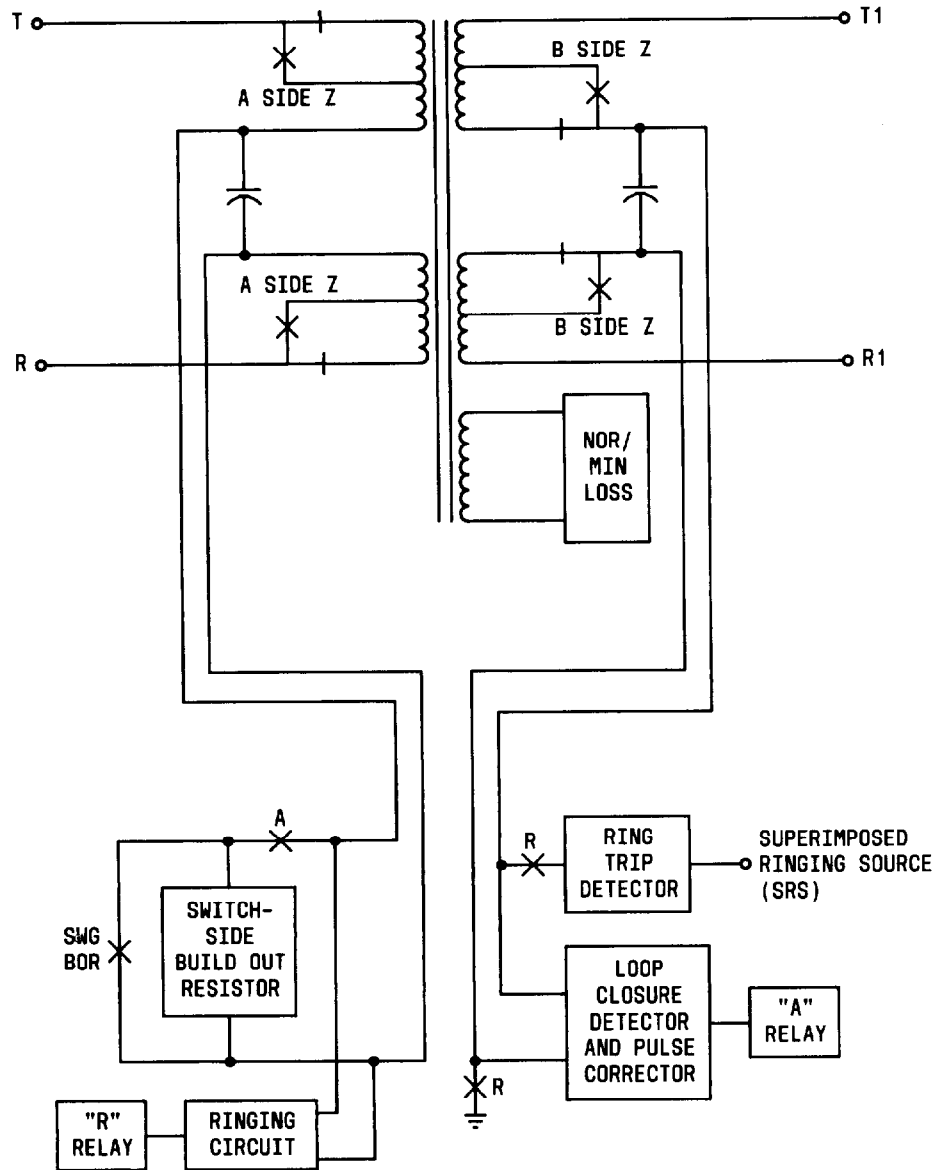 T
T1
A SIDE Z
B SIDE Z
A SIDE Z
B SIDE Z
R
R1
NOR/
MIN
LOSS
A
R
RING
TRIP
DETECTOR
SUPERIMPOSED
RINGING SOURCE
(SRS)
SWG
BOR
SWITCH-
SIDE
BUILD OUT
RESISTOR
LOOP
CLOSURE
DETECTOR
AND PULSE
CORRECTOR
"A"
RELAY
R
"R"
RELAY
RINGING
CIRCUIT